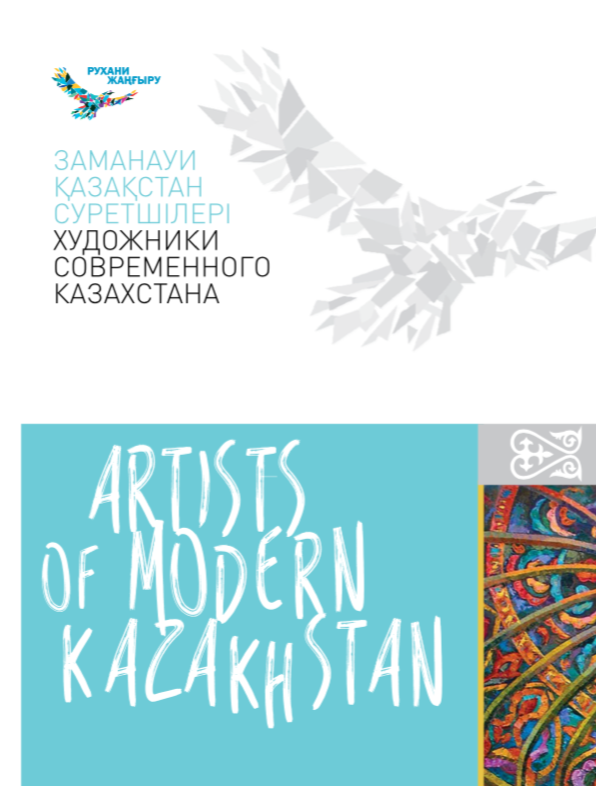 РУХАНИ
ЖАҢҒЫРУ
ЗАМАНАУИ
ҚАЗАҚСТАН
СУРЕТШІЛЕРІ
ХУДОЖНИКИ
СОВРЕМЕННОГО
КАЗАХСТАНА
ARTISTS
OF MODERN
KAZAKHSTAN